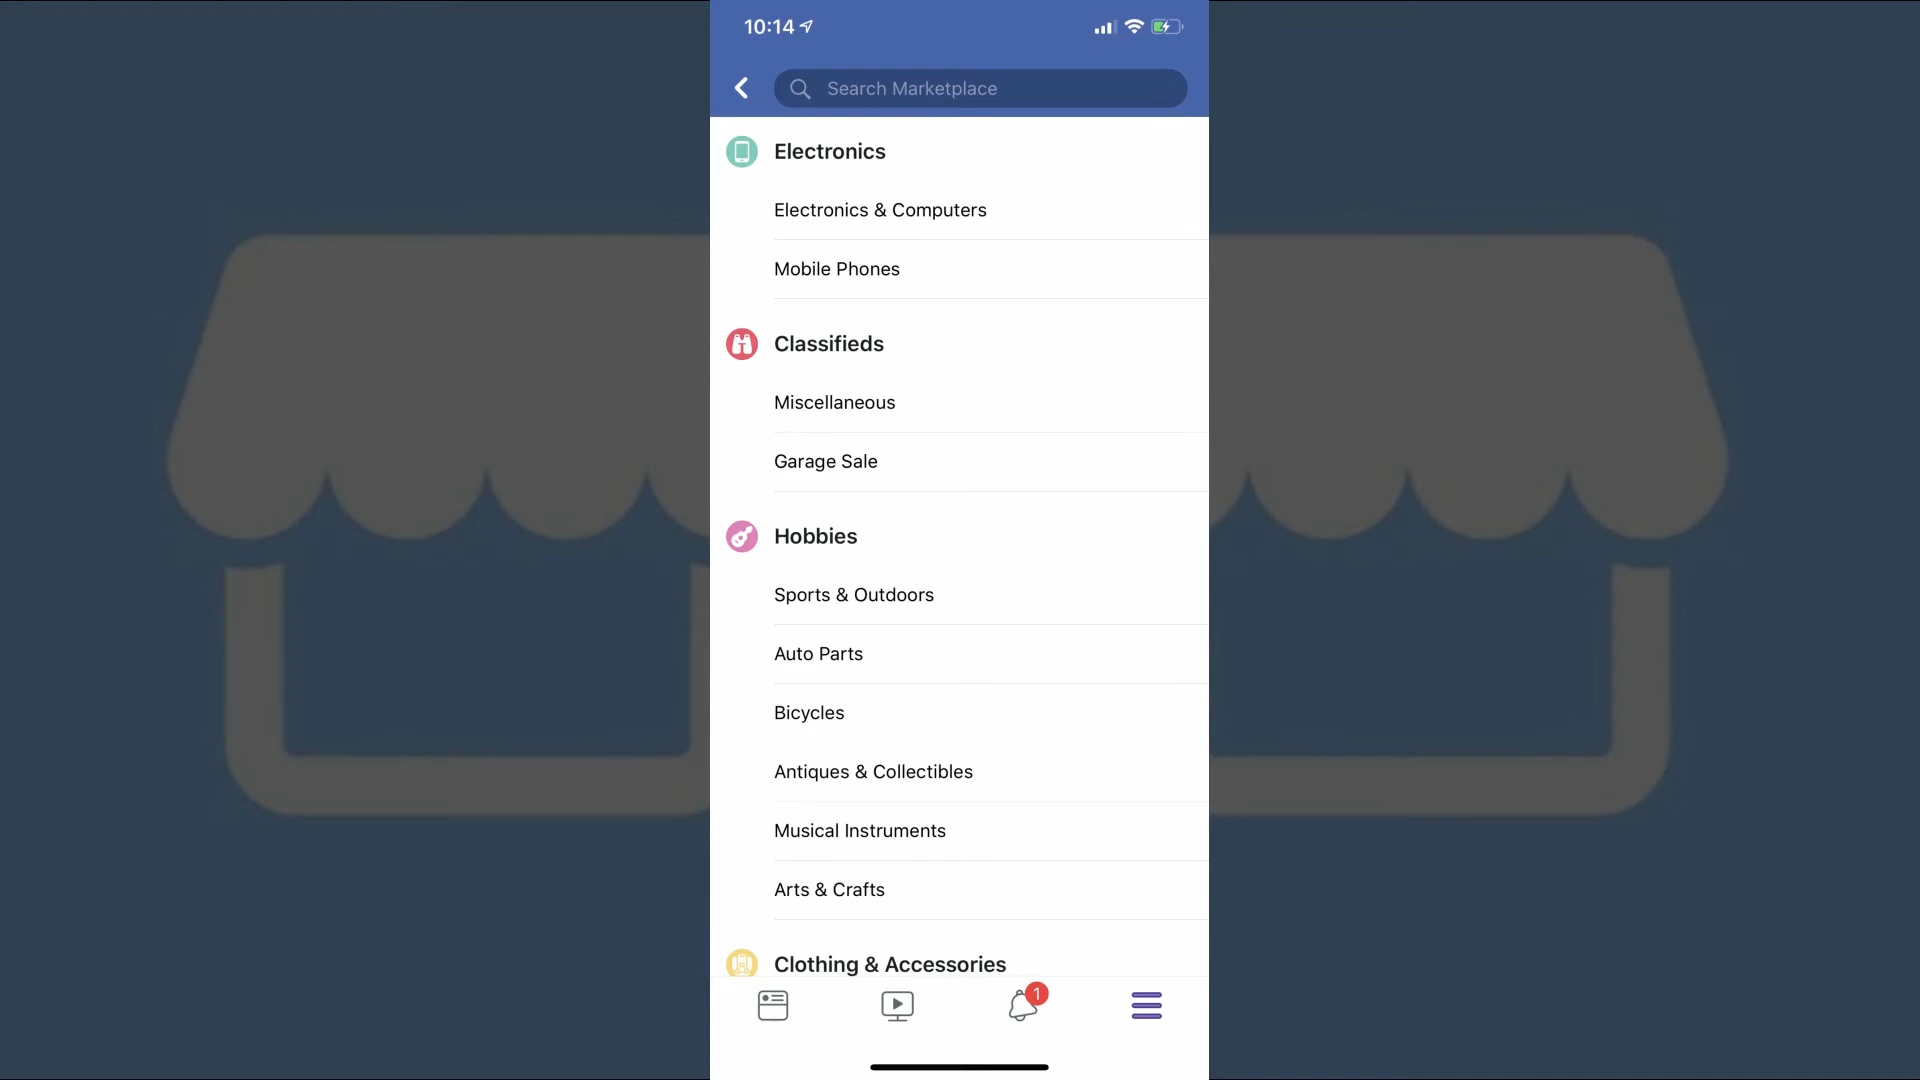 10:14
Search Marketplace
Electronics
Electronics & Computers
Mobile Phones
Classifieds
Miscellaneous
Garage Sale
Hobbies
Sports & Outdoors
Auto Parts
Bicycles
Antiques & Collectibles
Musical Instruments
Arts & Crafts
Clothing & Accessories
1